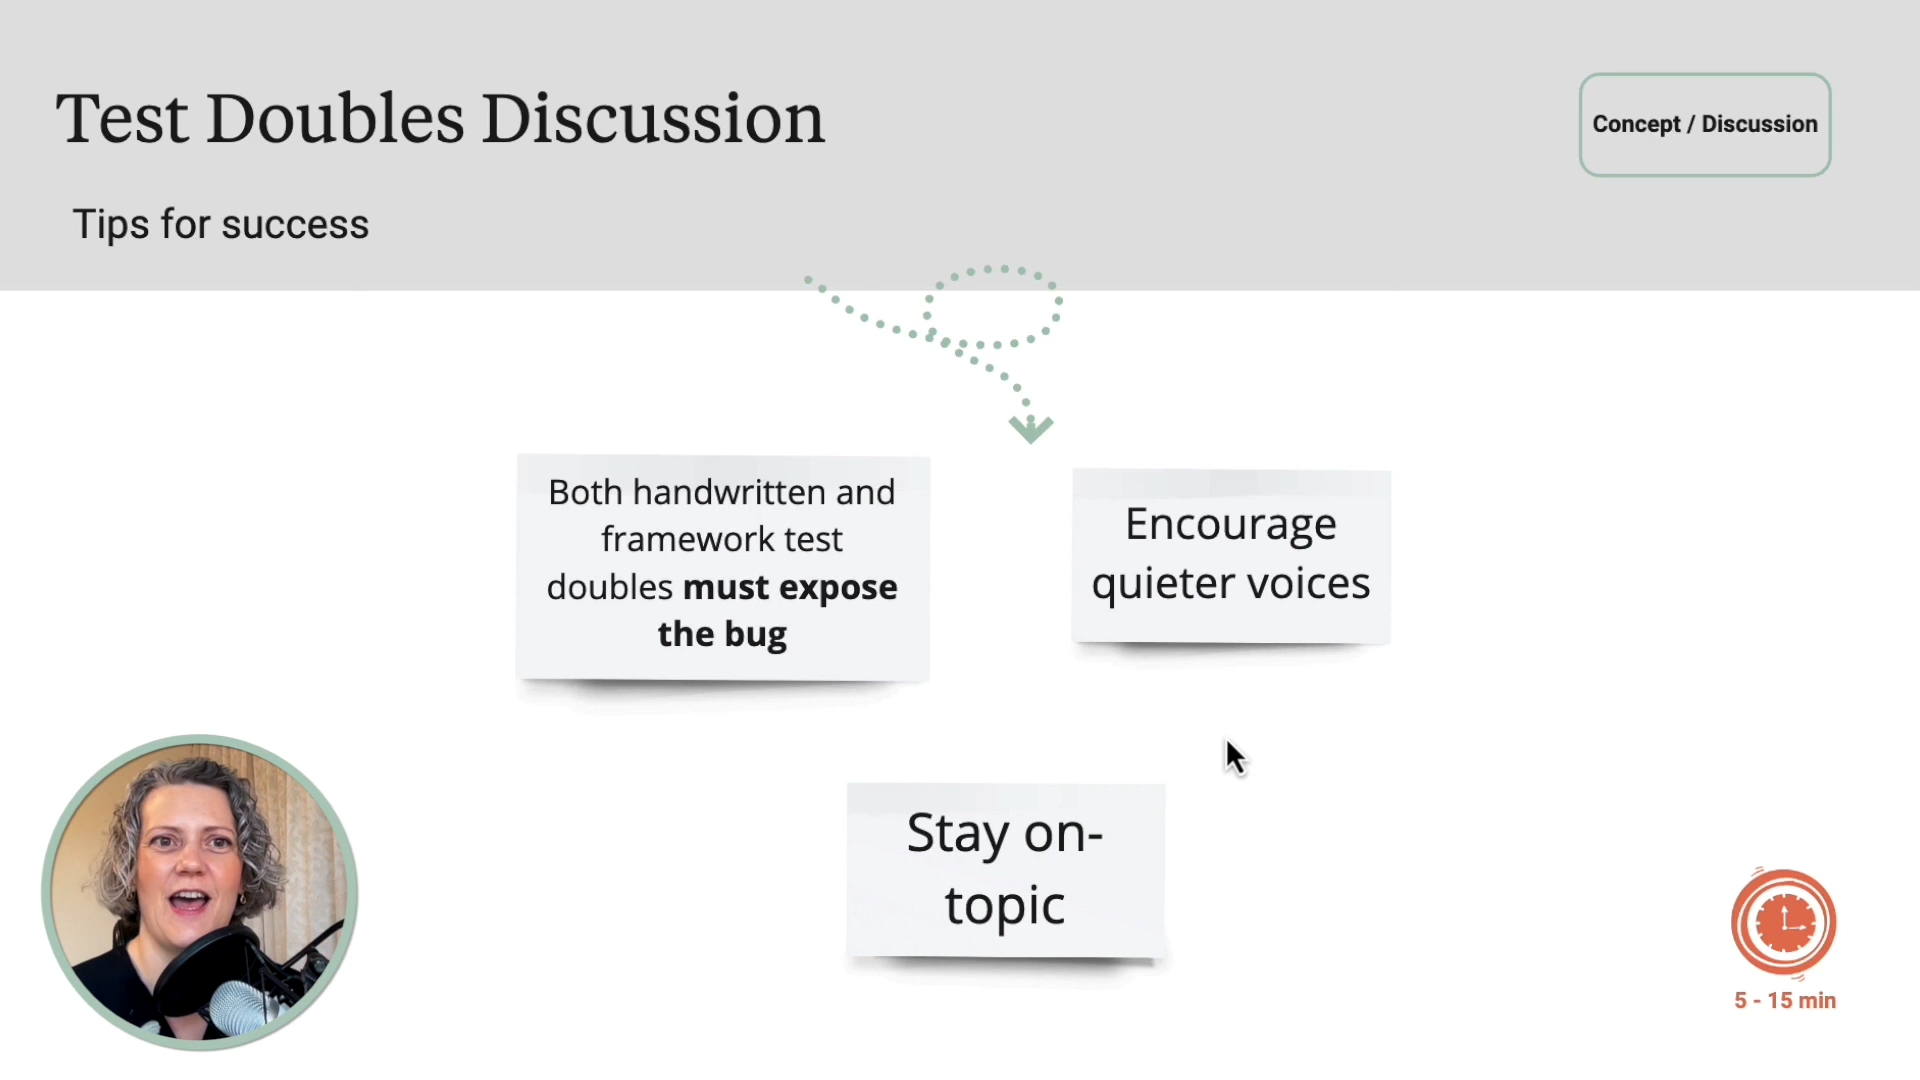 Test Doubles Discussion
Concept / Discussion
Tips for success
Both handwritten and
framework test
doubles must expose
the bug
Encourage
quieter voices
Stay on-
topic
5 - 15 min